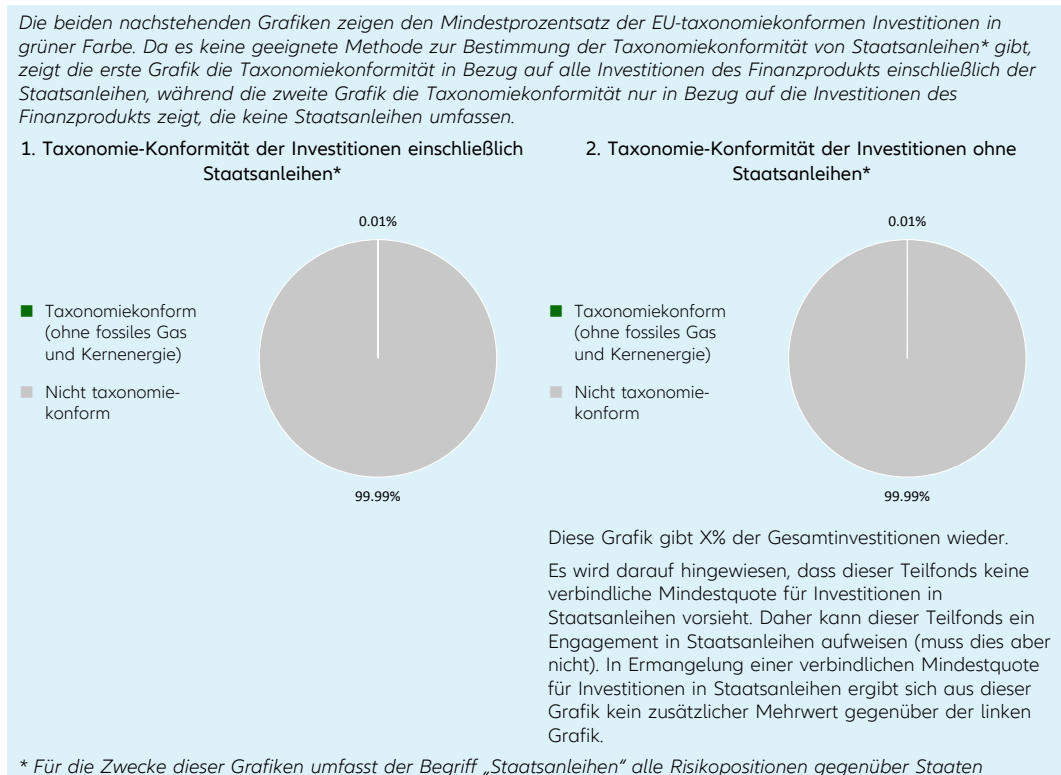 Die beiden nachstehenden Grafiken zeigen den Mindestprozentsatz der EU-taxonomiekonformen Investitionen in
grüner Farbe. Da es keine geeignete Methode zur Bestimmung der Taxonomiekonformität von Staatsanleihen* gibt,
zeigt die erste Grafik die Taxonomiekonformität in Bezug auf alle Investitionen des Finanzprodukts einschließlich der
Staatsanleihen, während die zweite Grafik die Taxonomiekonformität nur in Bezug auf die Investitionen des
Finanzprodukts zeigt, die keine Staatsanleihen umfassen.
1. Taxonomie-Konformität der Investitionen einschließlich
Staatsanleihen*
0.01%
Taxonomiekonform
(ohne fossiles Gas
und Kernenergie)
Nicht taxonomie-
konform
99.99%
2. Taxonomie-Konformität der Investitionen ohne
Staatsanleihen*
0.01%
Taxonomiekonform
(ohne fossiles Gas
und Kernenergie)
Nicht taxonomie-
konform
99.99%
Diese Grafik gibt X% der Gesamtinvestitionen wieder.
Es wird darauf hingewiesen, dass dieser Teilfonds keine
verbindliche Mindestquote für Investitionen in
Staatsanleihen vorsieht. Daher kann dieser Teilfonds ein
Engagement in Staatsanleihen aufweisen (muss dies aber
nicht). In Ermangelung einer verbindlichen Mindestquote
für Investitionen in Staatsanleihen ergibt sich aus dieser
Grafik kein zusätzlicher Mehrwert gegenüber der linken
Grafik.
* Für die Zwecke dieser Grafiken umfasst der Begriff „Staatsanleihen“ alle Risikopositionen gegenüber Staaten